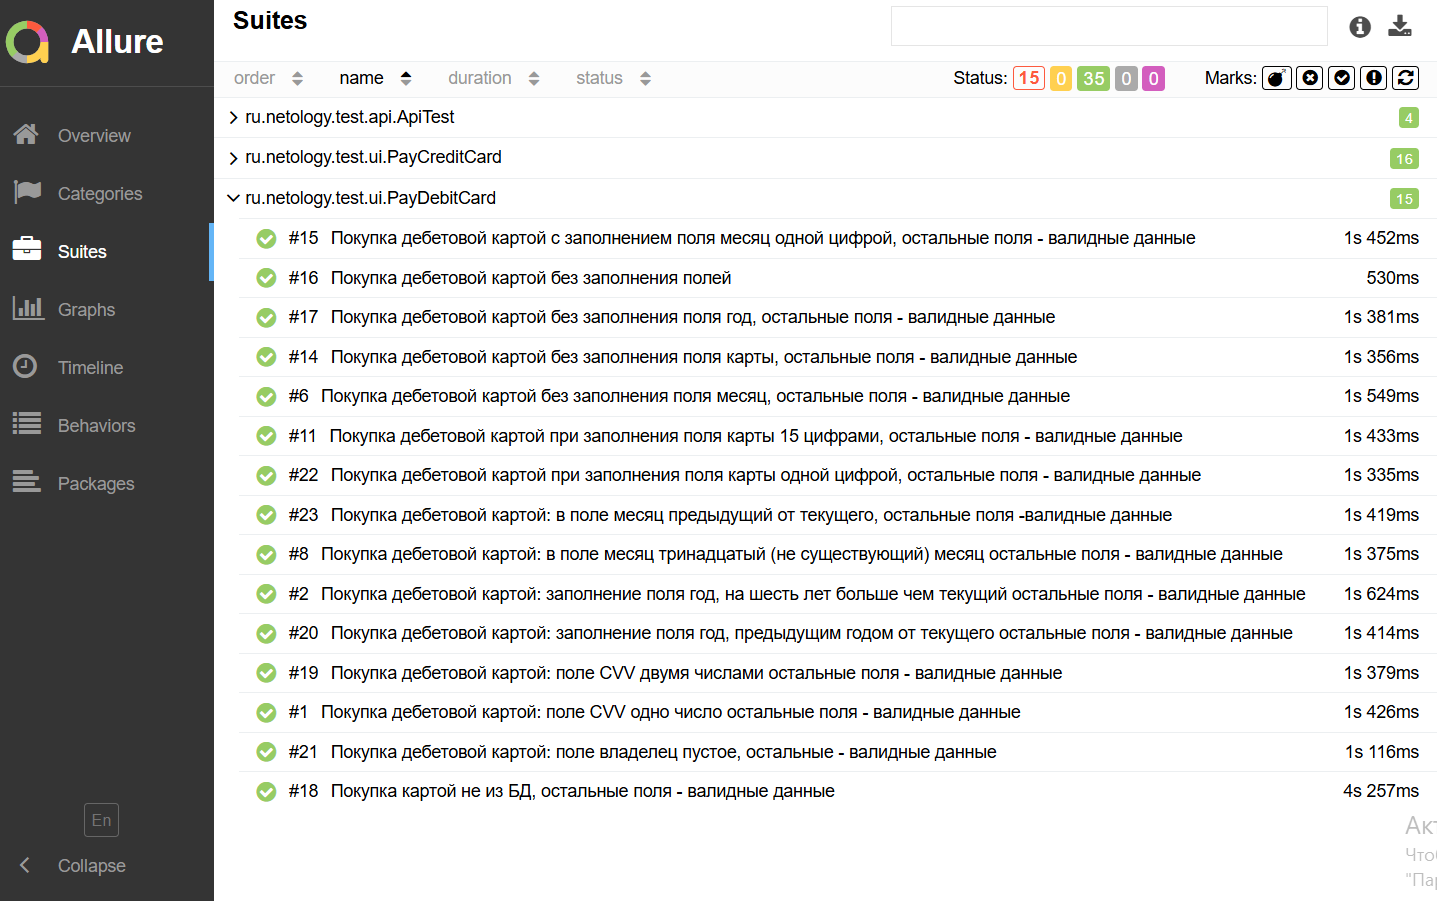 Allure
Overview
Categories
Suites
Graphs
Timeline
Behaviors
Packages
En
Collapse
Suites
order name duration status Status: 15 0 35 0 0 Marks:
ru.netology.test.api.ApiTest 4
ru.netology.test.ui.PayCreditCard 16
ru.netology.test.ui.PayDebitCard 15
#15 Покупка дебетовой картой с заполнением поля месяц одной цифрой, остальные поля - валидные данные 1s 452ms
#16 Покупка дебетовой картой без заполнения полей 530ms
#17 Покупка дебетовой картой без заполнения поля год, остальные поля - валидные данные 1s 381ms
#14 Покупка дебетовой картой без заполнения поля карты, остальные поля - валидные данные 1s 356ms
#6 Покупка дебетовой картой без заполнения поля месяц, остальные поля - валидные данные 1s 549ms
#11 Покупка дебетовой картой при заполнения поля карты 15 цифрами, остальные поля - валидные данные 1s 433ms
#22 Покупка дебетовой картой при заполнения поля карты одной цифрой, остальные поля - валидные данные 1s 335ms
#23 Покупка дебетовой картой: в поле месяц предыдущий от текущего, остальные поля -валидные данные 1s 419ms
#8 Покупка дебетовой картой: в поле месяц тринадцатый (не существующий) месяц остальные поля - валидные данные 1s 375ms
#2 Покупка дебетовой картой: заполнение поля год, на шесть лет больше чем текущий остальные поля - валидные данные 1s 624ms
#20 Покупка дебетовой картой: заполнение поля год, предыдущим годом от текущего остальные поля - валидные данные 1s 414ms
#19 Покупка дебетовой картой: поле CVV двумя числами остальные поля - валидные данные 1s 379ms
#1 Покупка дебетовой картой: поле CVV одно число остальные поля - валидные данные 1s 426ms
#21 Покупка дебетовой картой: поле владелец пустое, остальные - валидные данные 1s 116ms
#18 Покупка картой не из БД, остальные поля - валидные данные 4s 257ms